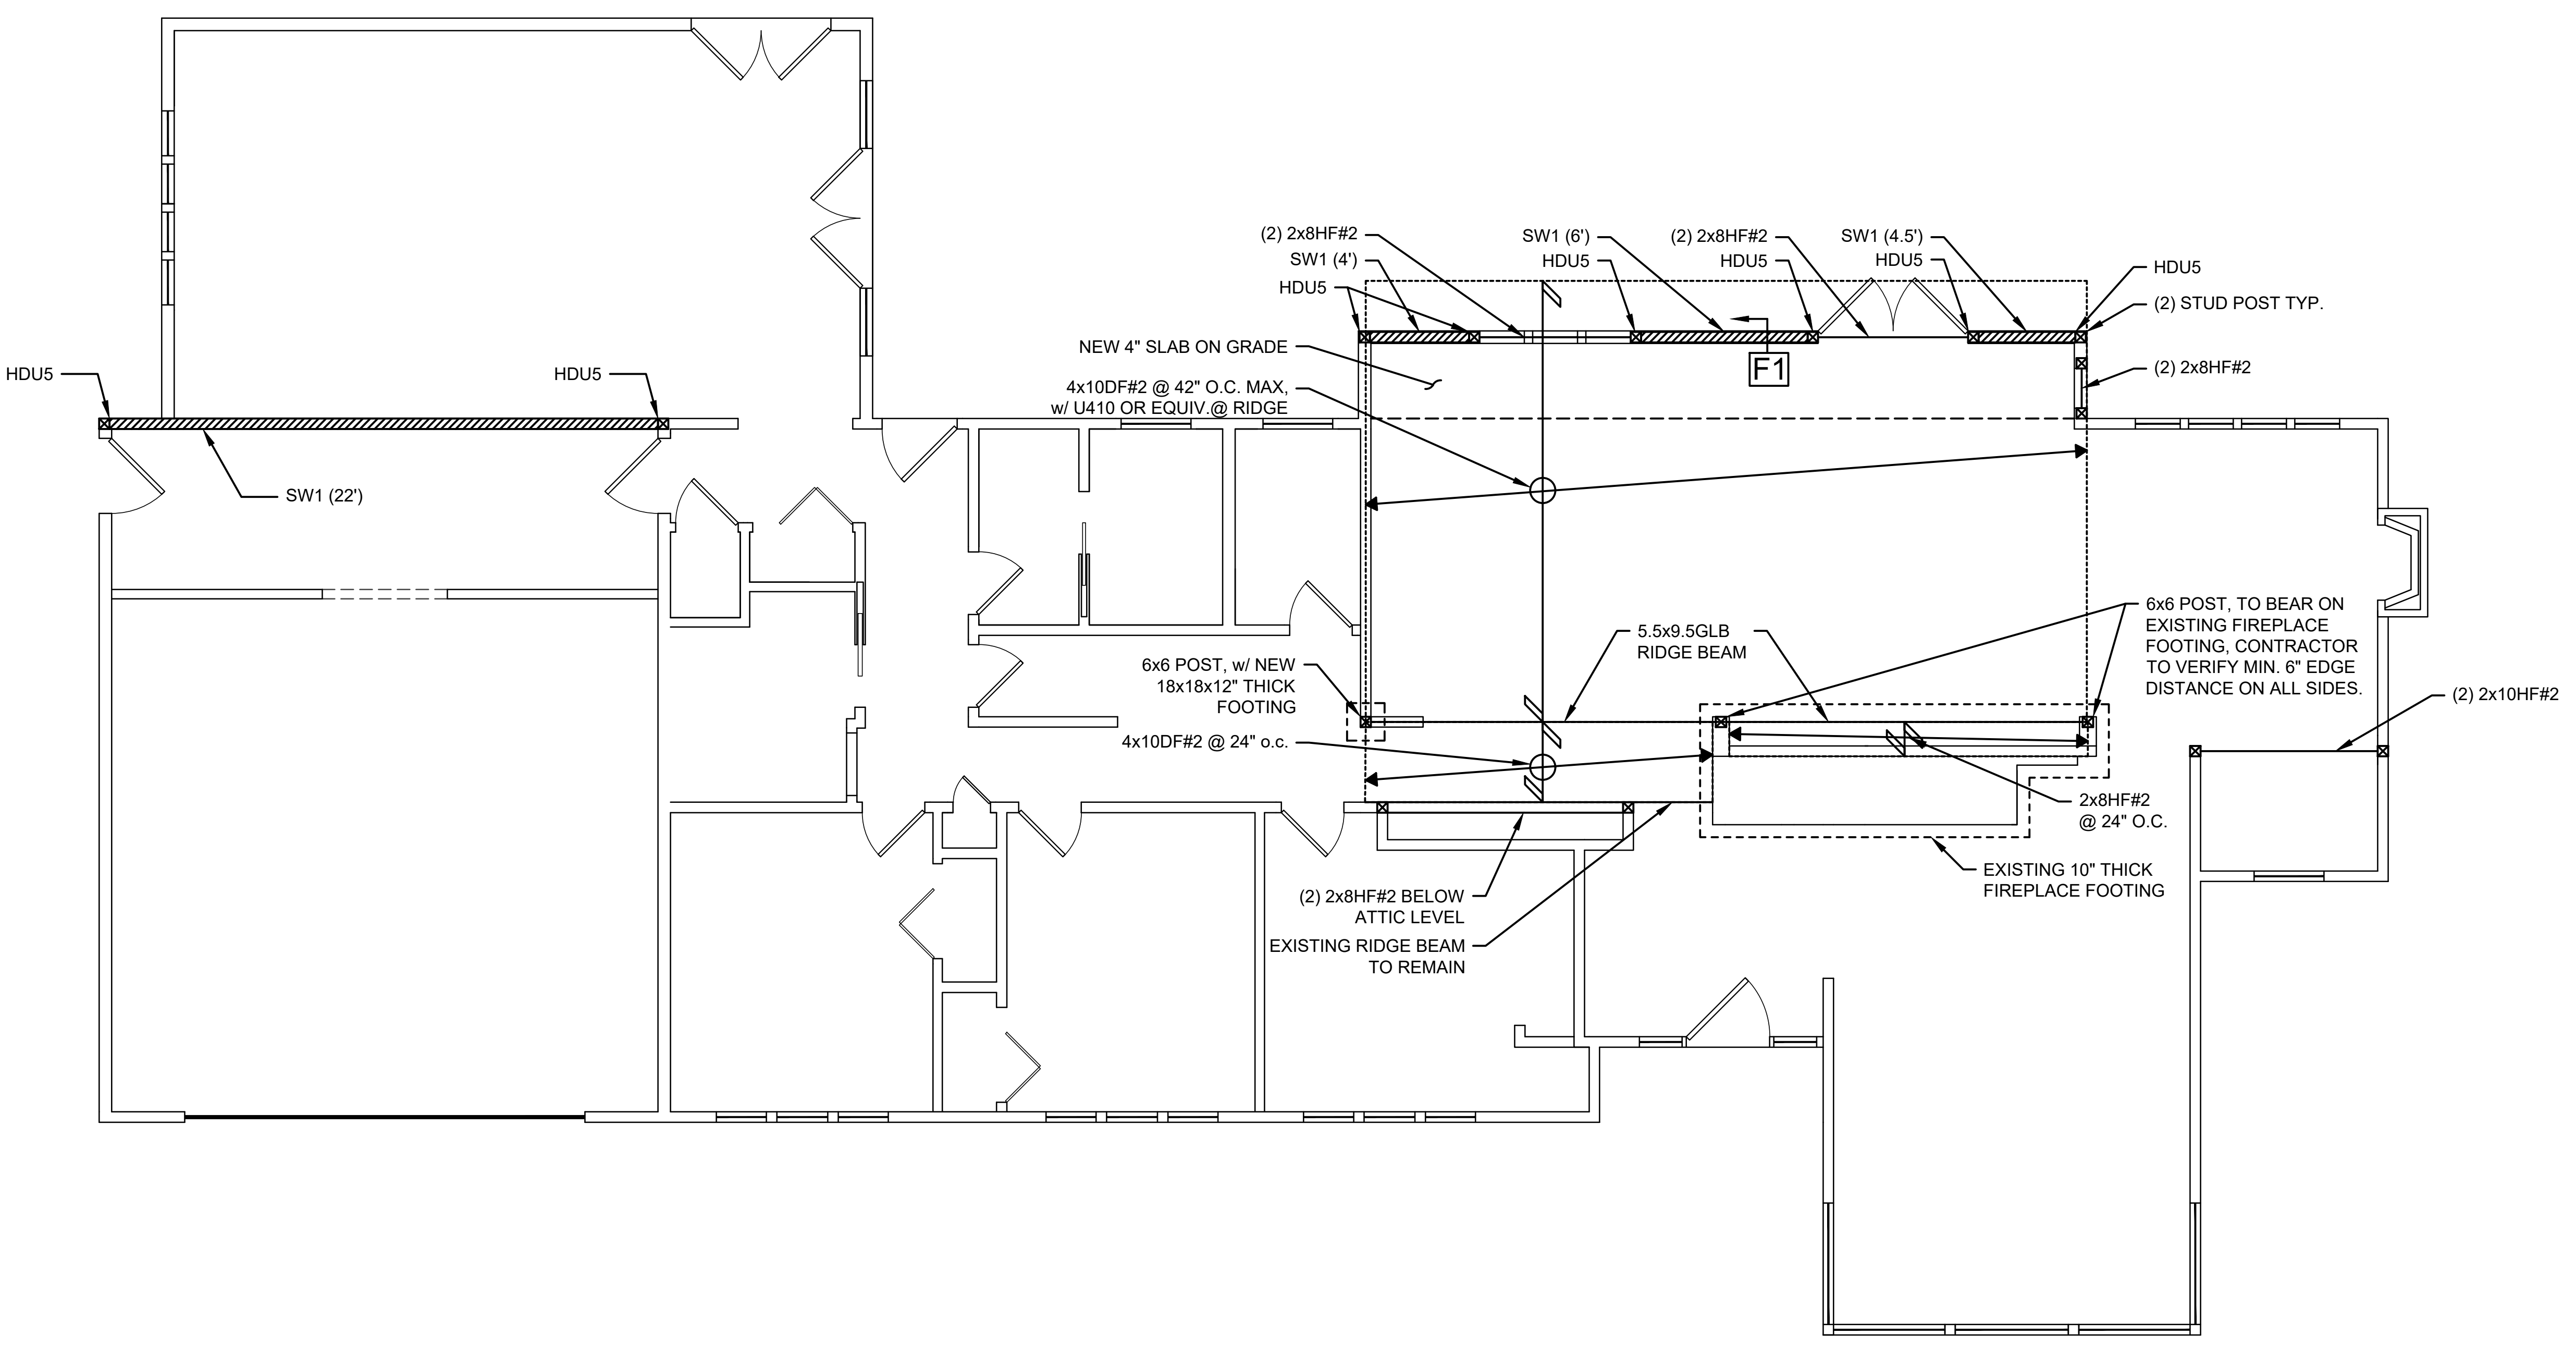 (2) 2x8HF#2
SW1 (4')
HDU5
SW1 (6')
HDU5
(2) 2x8HF#2
HDU5
SW1 (4.5')
HDU5
HDU5
(2) STUD POST TYP.
(2) 2x8HF#2
NEW 4" SLAB ON GRADE
F1
4x10DF#2 @ 42" O.C. MAX,
w/ U410 OR EQUIV.@ RIDGE
HDU5
HDU5
SW1 (22')
5.5x9.5GLB
RIDGE BEAM
6x6 POST, TO BEAR ON
EXISTING FIREPLACE
FOOTING, CONTRACTOR
TO VERIFY MIN. 6" EDGE
DISTANCE ON ALL SIDES.
6x6 POST, w/ NEW
18x18x12" THICK
FOOTING
(2) 2x10HF#2
4x10DF#2 @ 24" o.c.
2x8HF#2
@ 24" O.C.
EXISTING 10" THICK
FIREPLACE FOOTING
(2) 2x8HF#2 BELOW
ATTIC LEVEL
EXISTING RIDGE BEAM
TO REMAIN